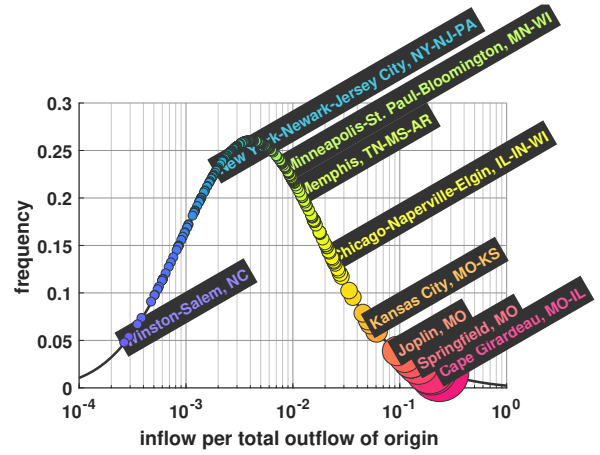 New York-Newark-Jersey City, NY-NJ-PA
Minneapolis-St. Paul-Bloomington, MN-WI
Memphis, TN-MS-AR
Chicago-Naperville-Elgin, IL-IN-WI
Winston-Salem, NC
Kansas City, MO-KS
Joplin, MO
Springfield, MO
Cape Girardeau, MO-IL
0.3
0.25
0.2
0.15
0.1
0.05
0
frequency
10^-4 10^-3 10^-2 10^-1 10^0
inflow per total outflow of origin